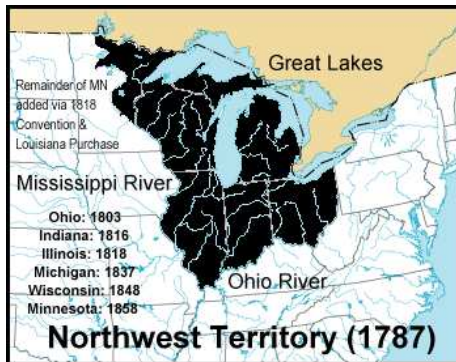 Great Lakes
Remainder of MN
added via 1818
Convention &
Louisiana Purchase
Mississippi River
Ohio: 1803
Indiana: 1816
Illinois: 1818
Michigan: 1837
Wisconsin: 1848
Minnesota: 1858
Ohio River
Northwest Territory (1787)